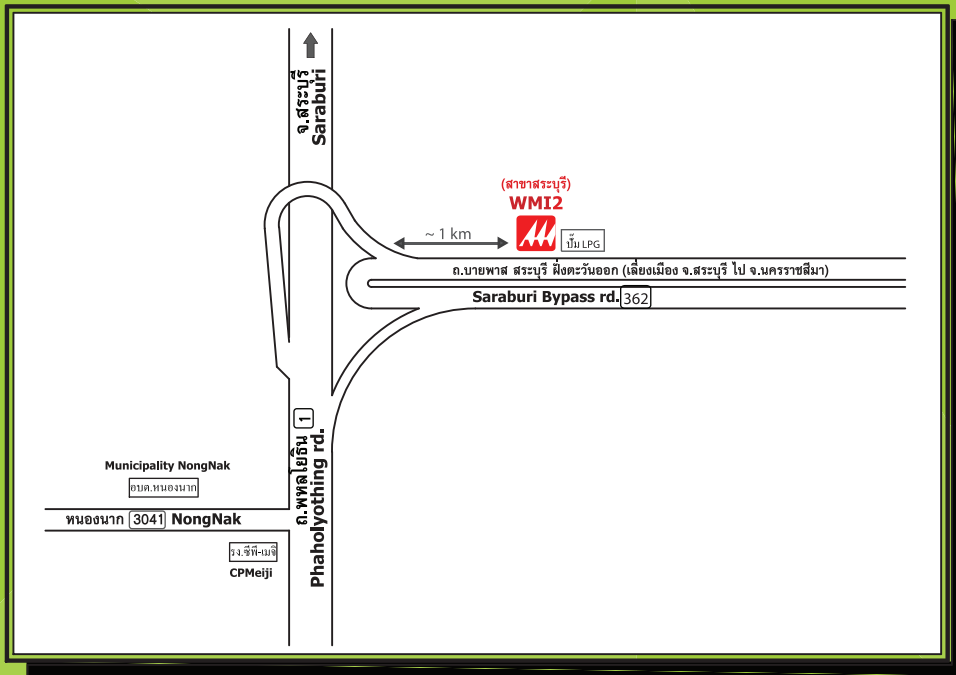 จ.สระบุรี
Saraburi
(สาขาสระบุรี)
WMI2
~ 1 km
ปั๊ม LPG
ถ.บายพาส สระบุรี ฝั่งตะวันออก (เลี่ยงเมือง จ.สระบุรี ไป จ.นครราชสีมา)
Saraburi Bypass rd. 362
1
ถ.พหลโยธิน
Phaholyothing rd.
Municipality NongNak
อบต.หนองนาก
หนองนาก 3041 NongNak
รง.ซีพี-เมจิ
CPMeiji